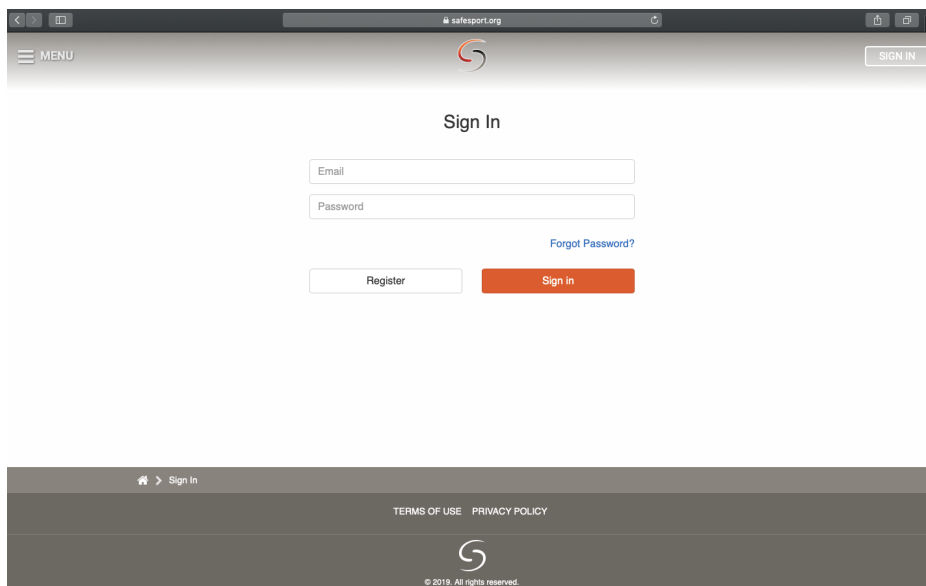 safesport.org
MENU
SIGN IN
Sign In
Email
Password
Forgot Password?
Register
Sign in
Sign In
TERMS OF USE PRIVACY POLICY
© 2019. All rights reserved.